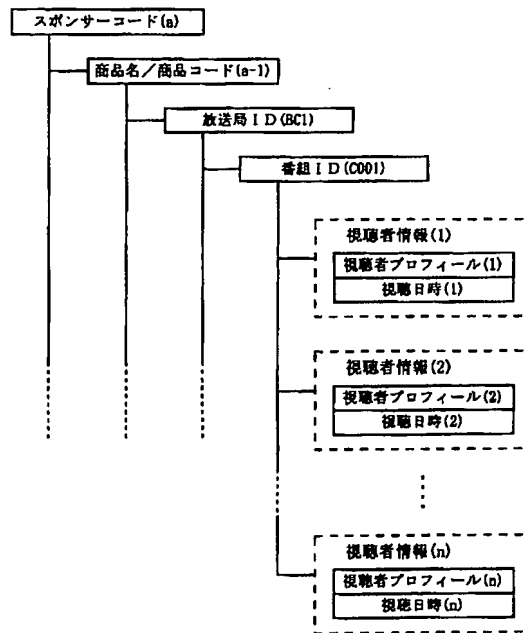 スポンサーコード(a)
商品名／商品コード(a-1)
放送局ＩＤ(BC1)
番組ＩＤ(C001)
視聴者情報(1)
視聴者プロフィール(1)
視聴日時(1)
視聴者情報(2)
視聴者プロフィール(2)
視聴日時(2)
視聴者情報(n)
視聴者プロフィール(n)
視聴日時(n)